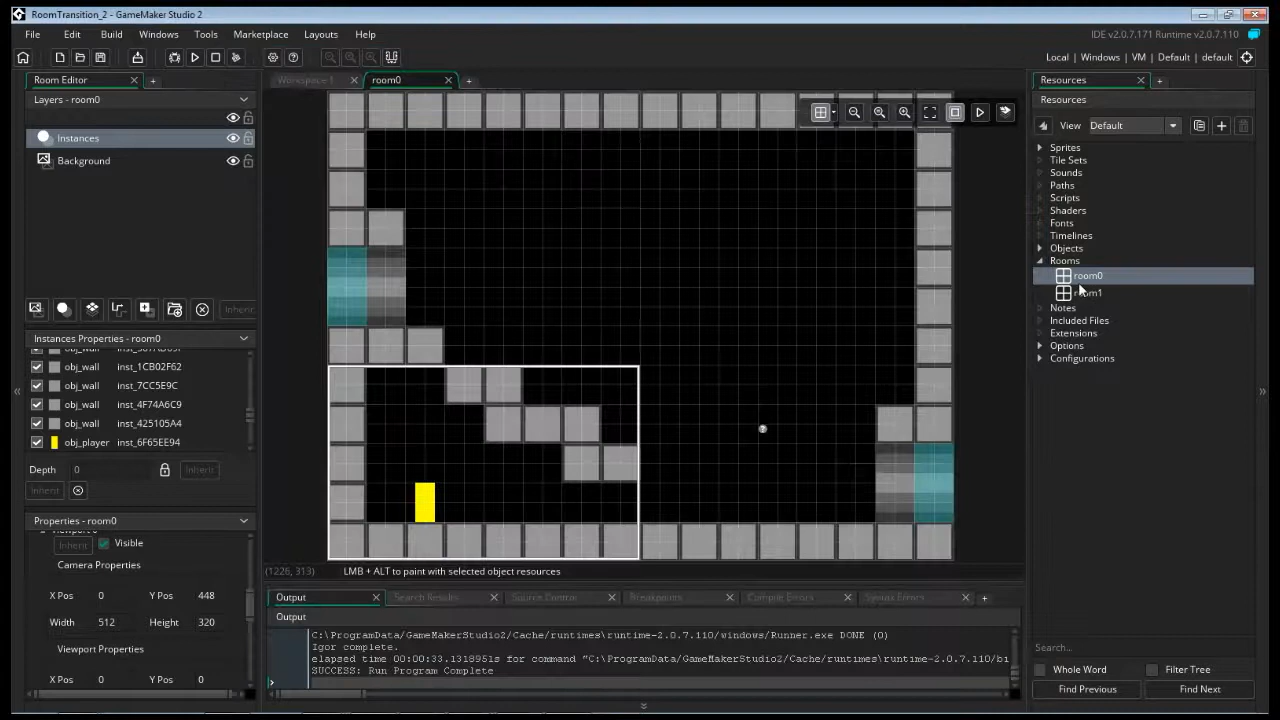 RoomTransition_2 - GameMaker Studio 2
File Edit Build Windows Tools Marketplace Layouts Help
IDE v2.0.7.171 Runtime v2.0.7.110
Local | Windows | VM | Default | default
Room Editor
Workspace 1
room0
Resources
Layers - room0
Resources
View Default
Instances
Background
Sprites
Tile Sets
Sounds
Paths
Scripts
Shaders
Fonts
Timelines
Objects
Rooms
room0
room1
Notes
Included Files
Extensions
Options
Configurations
Inherit
Instances Properties - room0
obj_wall inst_1CB02F62
obj_wall inst_7CC5E9C
obj_wall inst_4F74A6C9
obj_wall inst_425105A4
obj_player inst_6F65EE94
Depth 0 Inherit
Inherit
Properties - room0
Inherit Visible
Camera Properties
X Pos 0 Y Pos 448
Width 512 Height 320
Viewport Properties
X Pos 0 Y Pos 0
(1226, 313) LMB + ALT to paint with selected object resources
Output Search Results Source Control Breakpoints Compile Errors Syntax Errors
Output
C:\ProgramData/GameMakerStudio2/Cache/runtimes\runtime-2.0.7.110/windows/Runner.exe DONE (0)
Igor complete.
elapsed time 00:00:33.1318951s for command "C:\ProgramData/GameMakerStudio2/Cache/runtimes\runtime-2.0.7.110/bi
SUCCESS: Run Program Complete
Search...
Whole Word Filter Tree
Find Previous Find Next